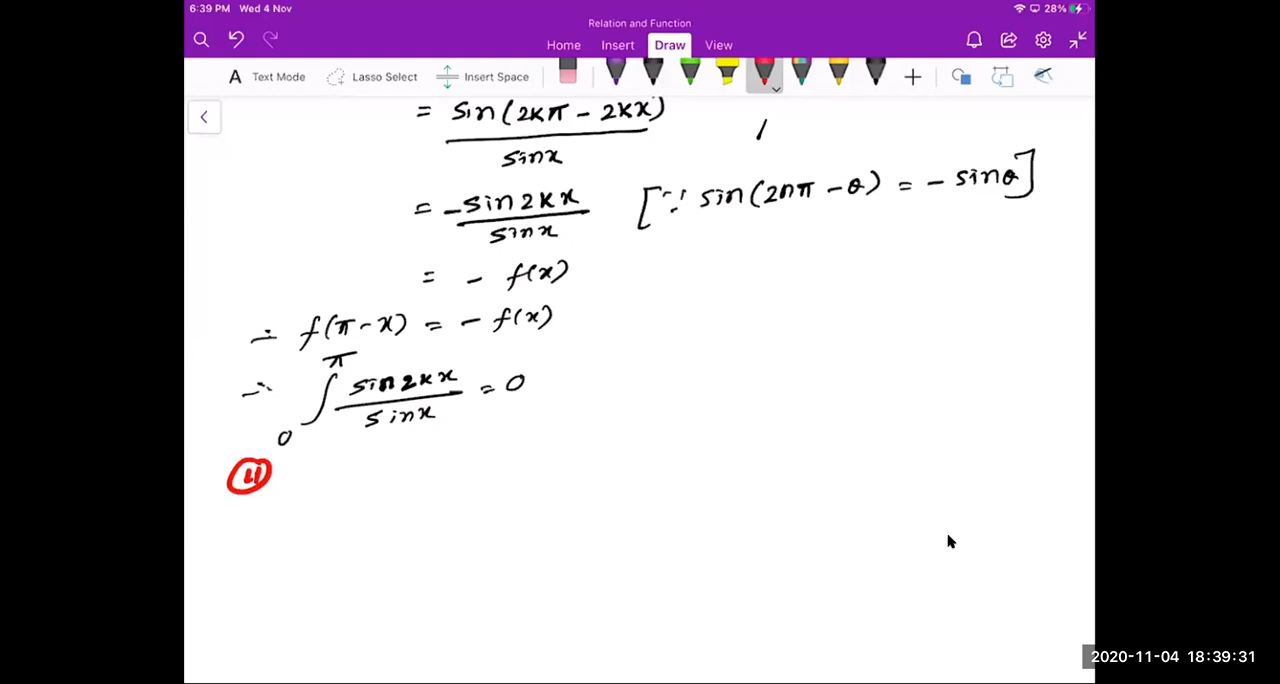 6:39 PM Wed 4 Nov
28%
Relation and Function
Home Insert Draw View
Text Mode Lasso Select Insert Space
= sin(2kπ - 2kx) / sinx
= -sin2kx / sinx [∵ sin(2nπ - θ) = - sinθ]
= - f(x)
∴ f(π-x) = - f(x)
∴ ∫₀^π sin2kx / sinx = 0
2020-11-04 18:39:31